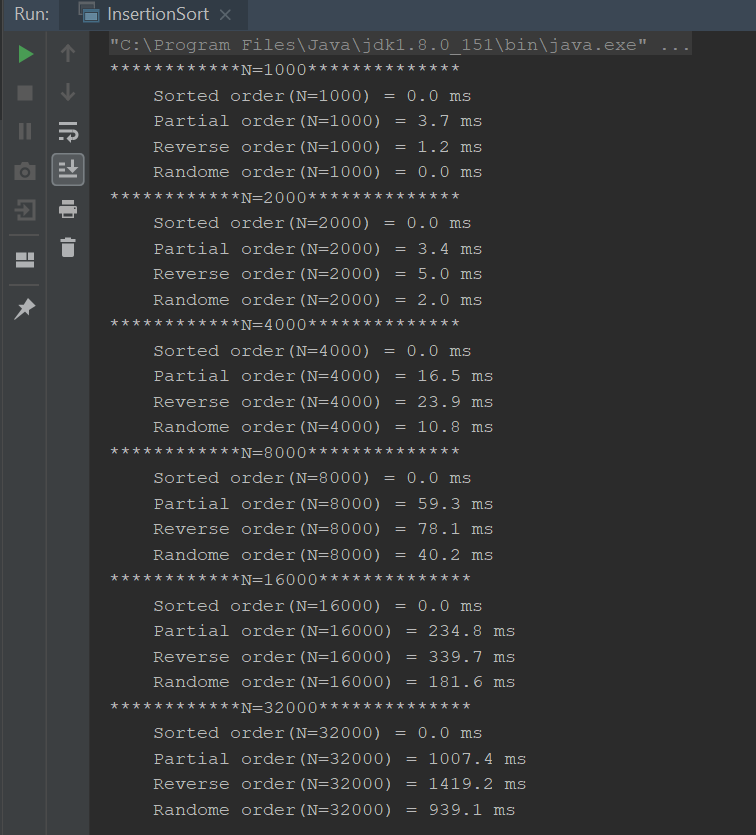 Run: InsertionSort ×
"C:\Program Files\Java\jdk1.8.0_151\bin\java.exe" ...
************N=1000**************
    Sorted order(N=1000) = 0.0 ms
    Partial order(N=1000) = 3.7 ms
    Reverse order(N=1000) = 1.2 ms
    Randome order(N=1000) = 0.0 ms
************N=2000**************
    Sorted order(N=2000) = 0.0 ms
    Partial order(N=2000) = 3.4 ms
    Reverse order(N=2000) = 5.0 ms
    Randome order(N=2000) = 2.0 ms
************N=4000**************
    Sorted order(N=4000) = 0.0 ms
    Partial order(N=4000) = 16.5 ms
    Reverse order(N=4000) = 23.9 ms
    Randome order(N=4000) = 10.8 ms
************N=8000**************
    Sorted order(N=8000) = 0.0 ms
    Partial order(N=8000) = 59.3 ms
    Reverse order(N=8000) = 78.1 ms
    Randome order(N=8000) = 40.2 ms
************N=16000**************
    Sorted order(N=16000) = 0.0 ms
    Partial order(N=16000) = 234.8 ms
    Reverse order(N=16000) = 339.7 ms
    Randome order(N=16000) = 181.6 ms
************N=32000**************
    Sorted order(N=32000) = 0.0 ms
    Partial order(N=32000) = 1007.4 ms
    Reverse order(N=32000) = 1419.2 ms
    Randome order(N=32000) = 939.1 ms